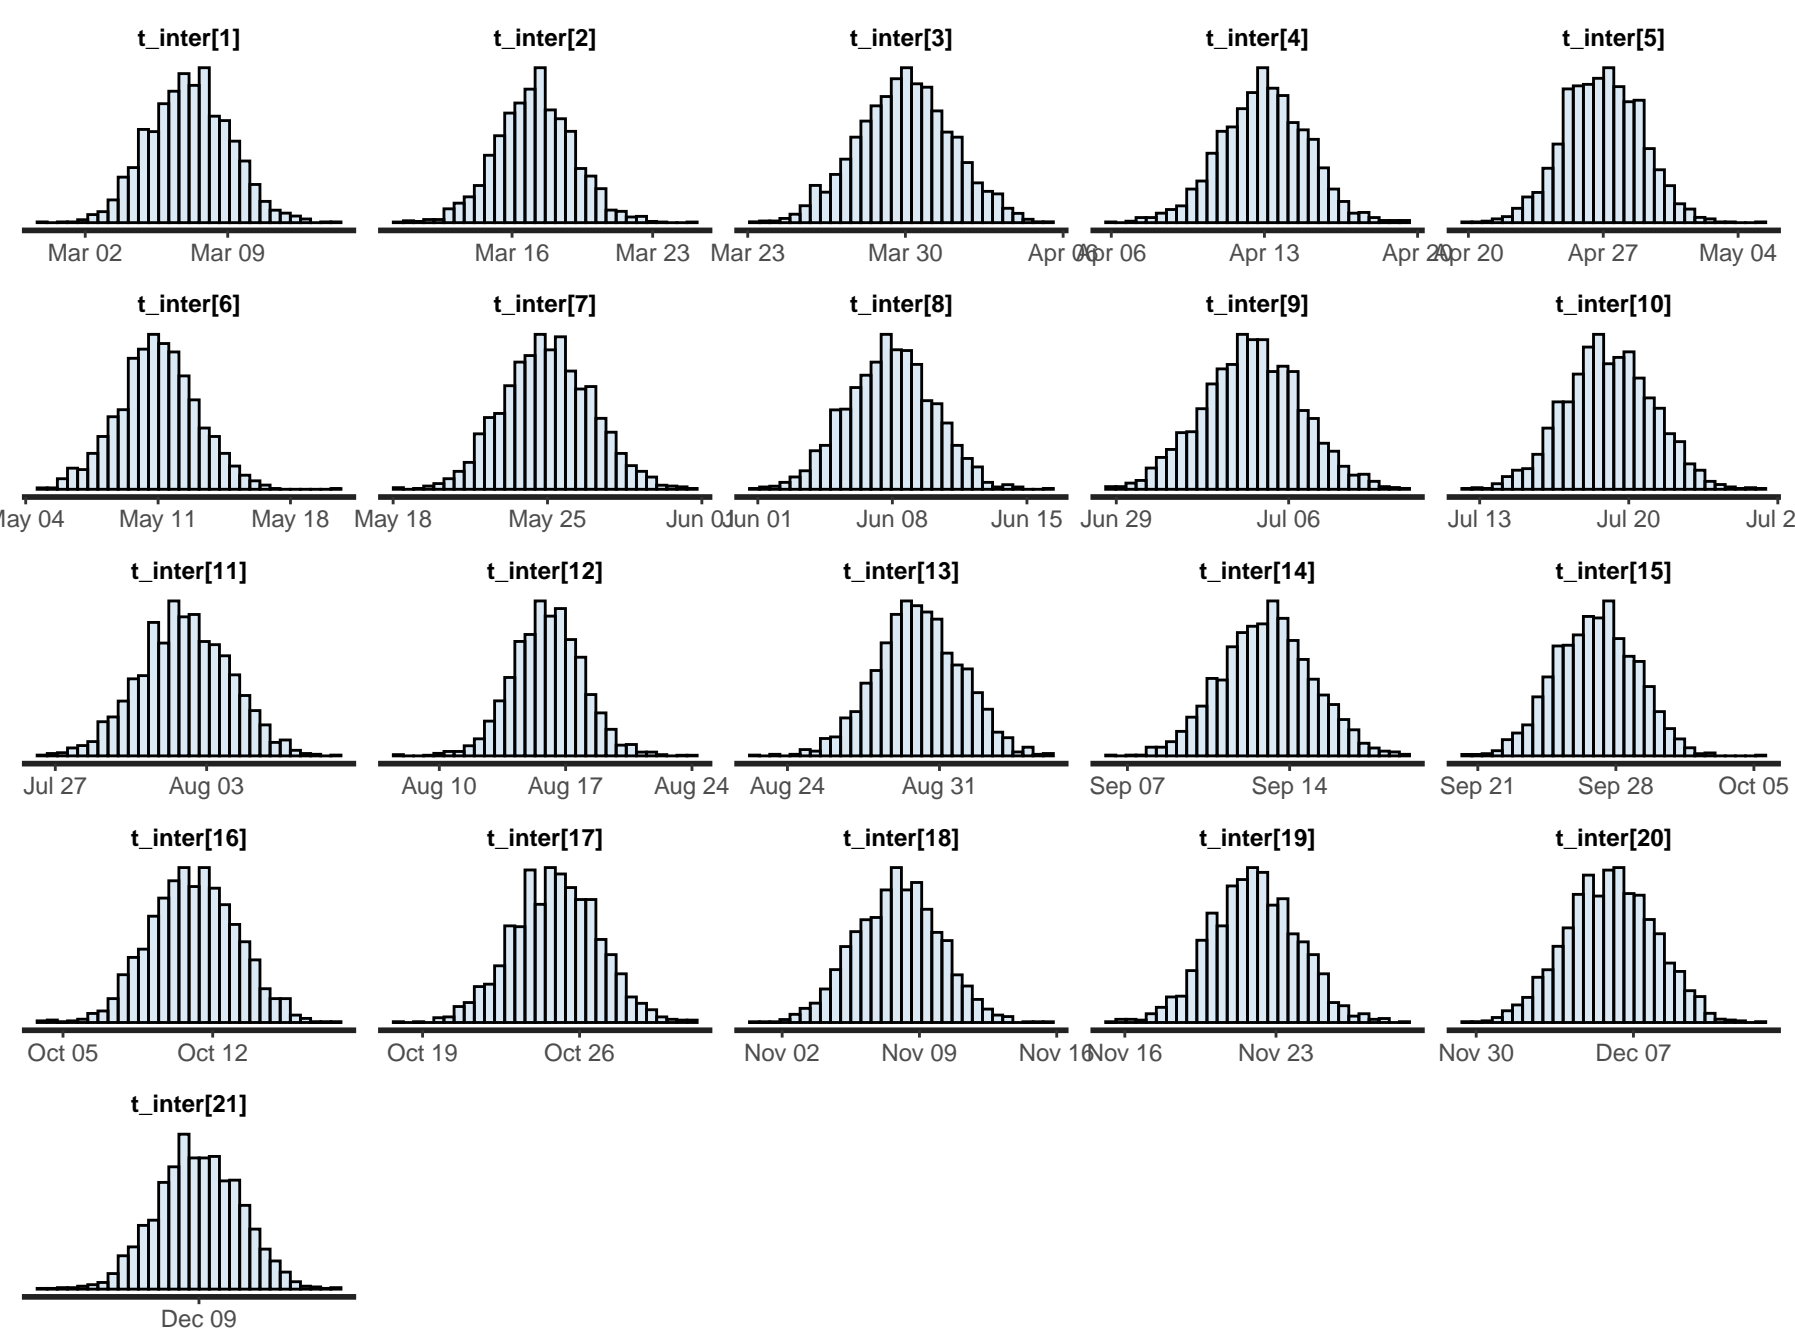 t_inter[1] t_inter[2] t_inter[3] t_inter[4] t_inter[5]
Mar 02 Mar 09 Mar 16 Mar 23 Mar 23 Mar 30 Apr 06 Apr 06 Apr 13 Apr 20 Apr 20 Apr 27 May 04
t_inter[6] t_inter[7] t_inter[8] t_inter[9] t_inter[10]
May 04 May 11 May 18 May 18 May 25 Jun 01 Jun 01 Jun 08 Jun 15 Jun 29 Jul 06 Jul 13 Jul 20 Jul 2
t_inter[11] t_inter[12] t_inter[13] t_inter[14] t_inter[15]
Jul 27 Aug 03 Aug 10 Aug 17 Aug 24 Aug 24 Aug 31 Sep 07 Sep 14 Sep 21 Sep 28 Oct 05
t_inter[16] t_inter[17] t_inter[18] t_inter[19] t_inter[20]
Oct 05 Oct 12 Oct 19 Oct 26 Nov 02 Nov 09 Nov 16 Nov 16 Nov 23 Nov 30 Dec 07
t_inter[21]
Dec 09